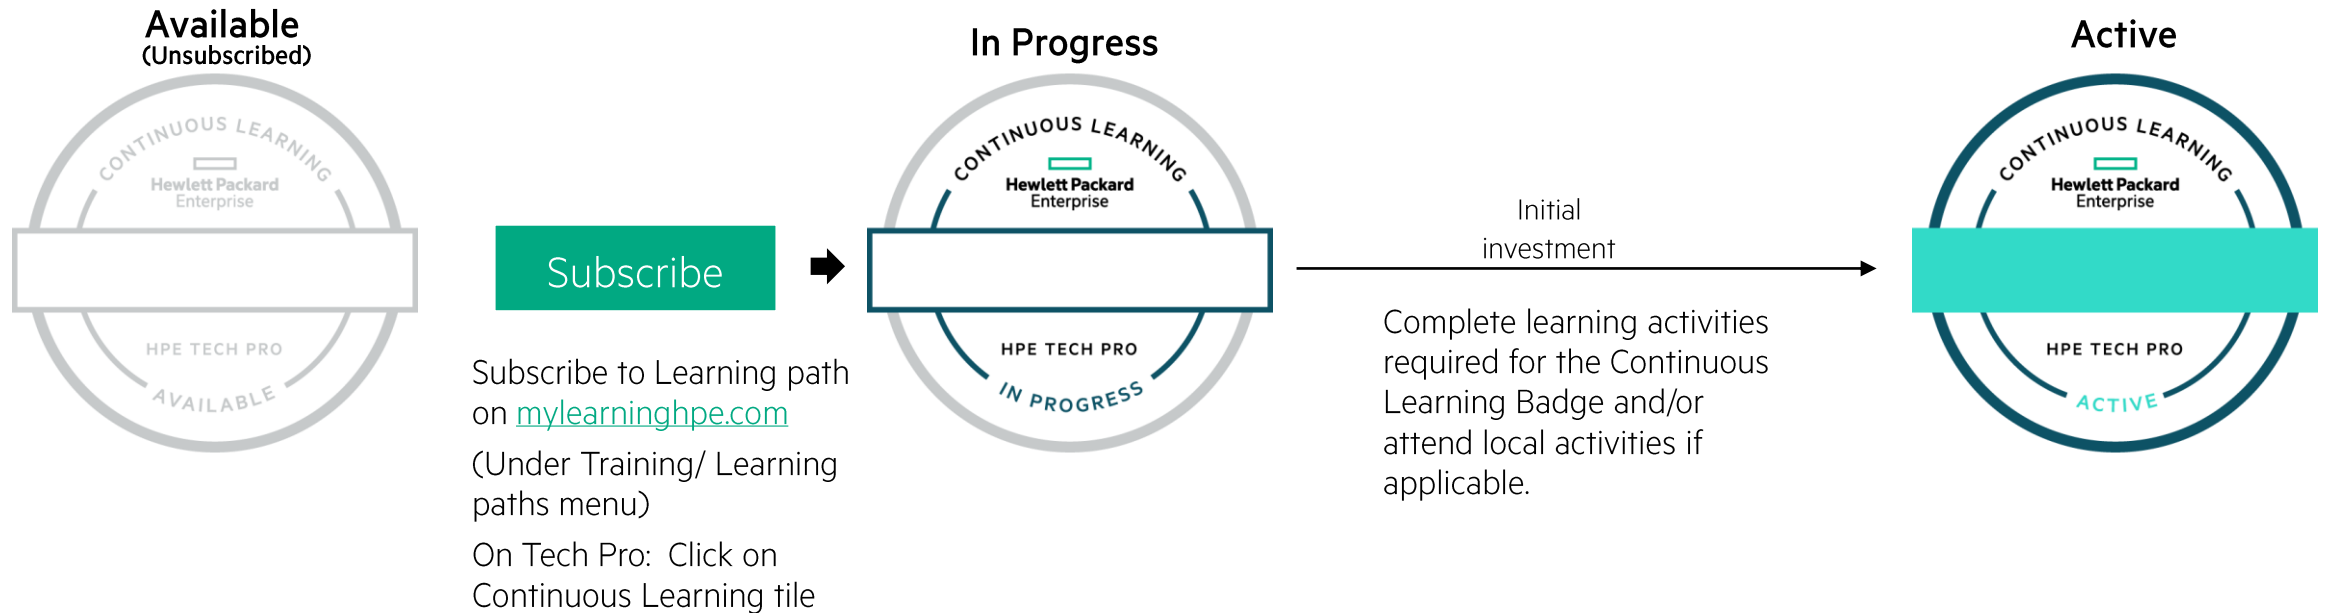 Available
(Unsubscribed)
CONTINUOUS LEARNING
Hewlett Packard
Enterprise
HPE TECH PRO
AVAILABLE
Subscribe
Subscribe to Learning path
on mylearninghpe.com
(Under Training/ Learning
paths menu)
On Tech Pro: Click on
Continuous Learning tile
In Progress
CONTINUOUS LEARNING
Hewlett Packard
Enterprise
HPE TECH PRO
IN PROGRESS
Initial
investment
Complete learning activities
required for the Continuous
Learning Badge and/or
attend local activities if
applicable.
Active
CONTINUOUS LEARNING
Hewlett Packard
Enterprise
HPE TECH PRO
ACTIVE